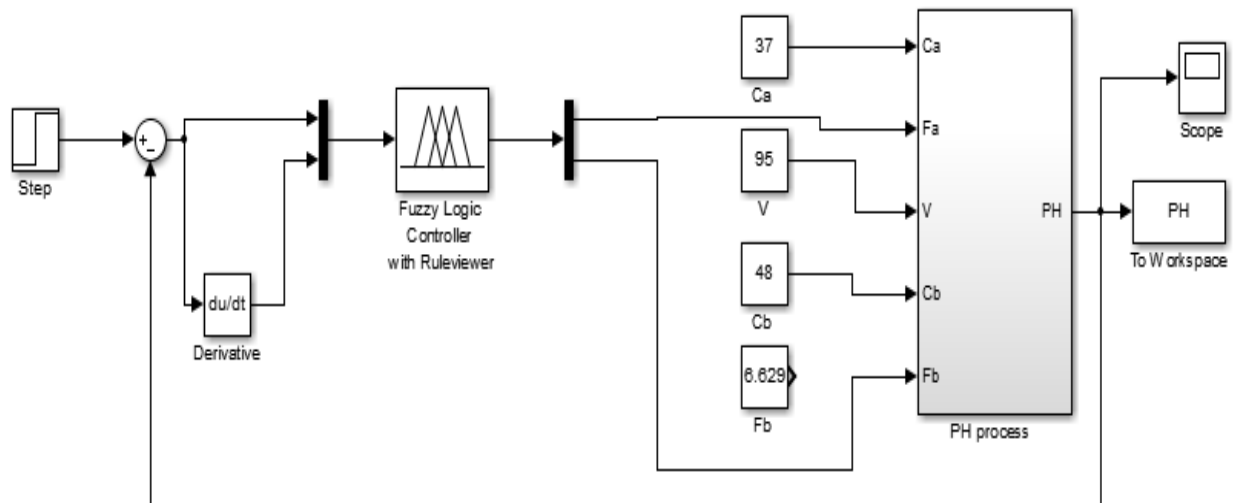 Step
+
-
du/dt
Derivative
Fuzzy Logic
Controller
with Ruleviewer
37
Ca
95
V
48
Cb
6.629
Fb
Ca
Fa
V
Cb
Fb
PH
PH process
Scope
PH
To Workspace